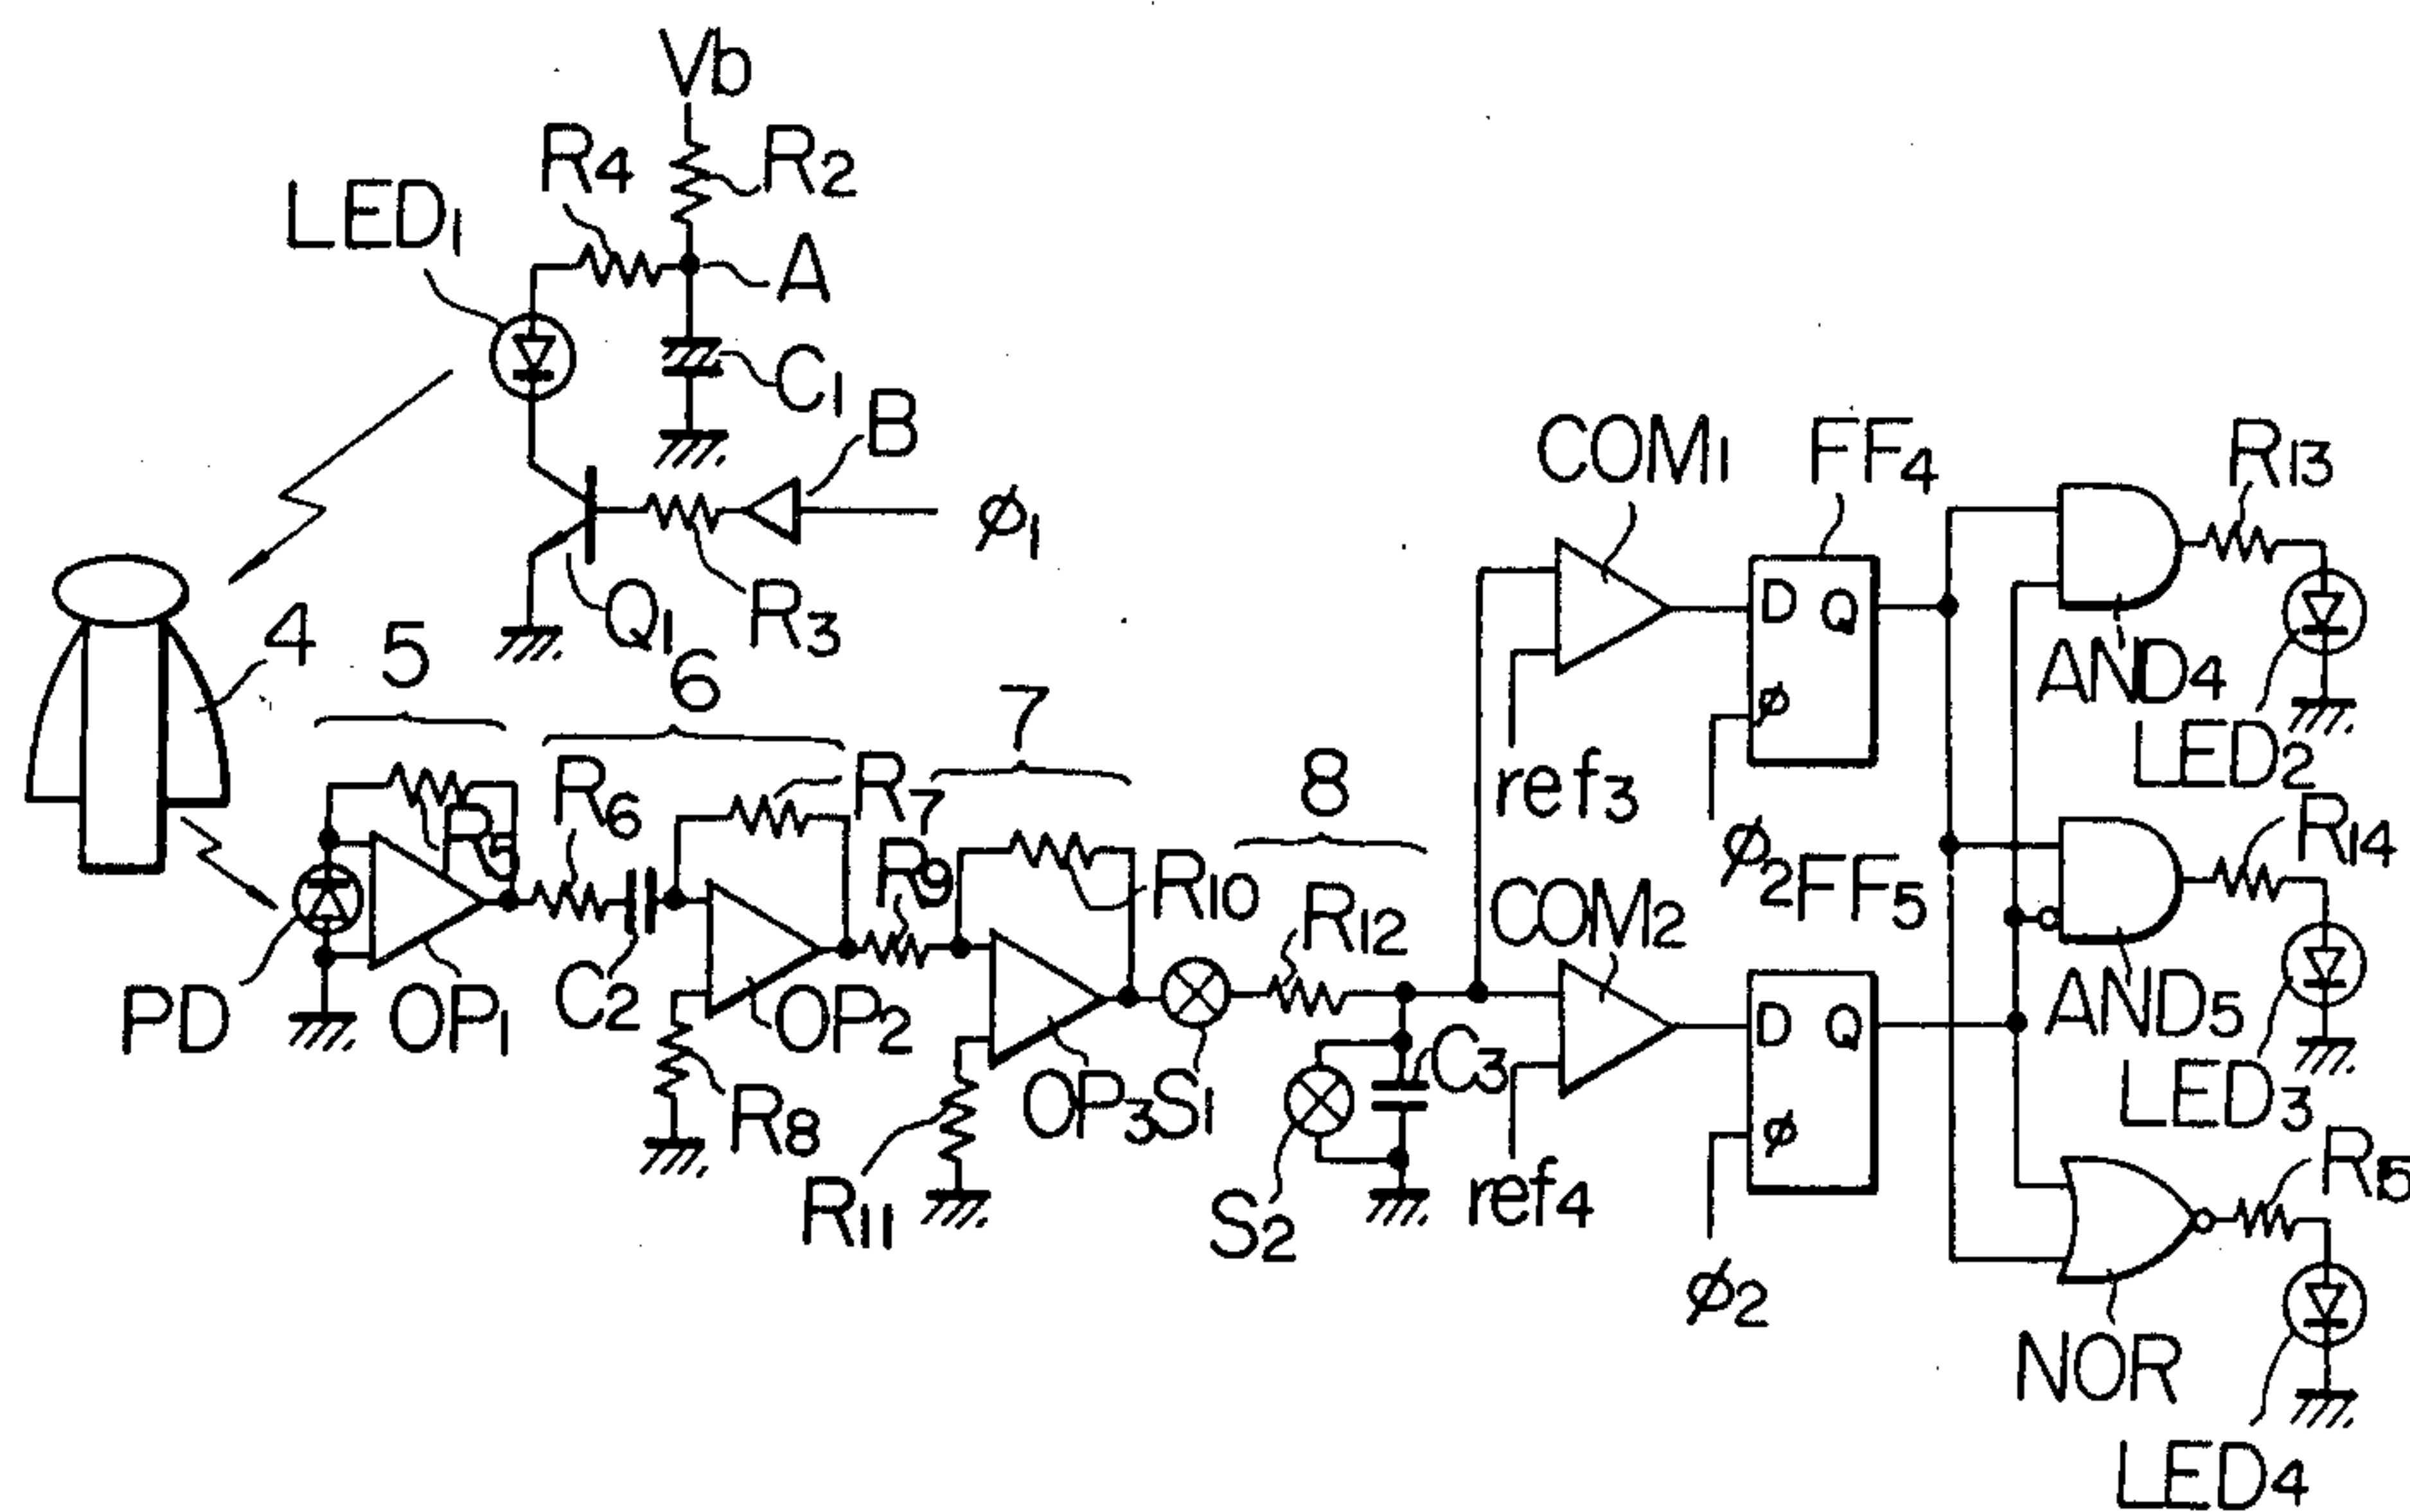 Vb
R4
R2
LED1
A
C1
B
φ1
Q1
R3
4
5
6
7
8
R5
R6
R7
R9
R10
R12
PD
OP1
C2
OP2
R8
OP3
S1
R11
S2
C3
COM1
FF4
D
Q
φ
ref3
φ2
COM2
FF5
D
Q
φ
ref4
φ2
R13
AND4
LED2
R14
AND5
LED3
R15
NOR
LED4